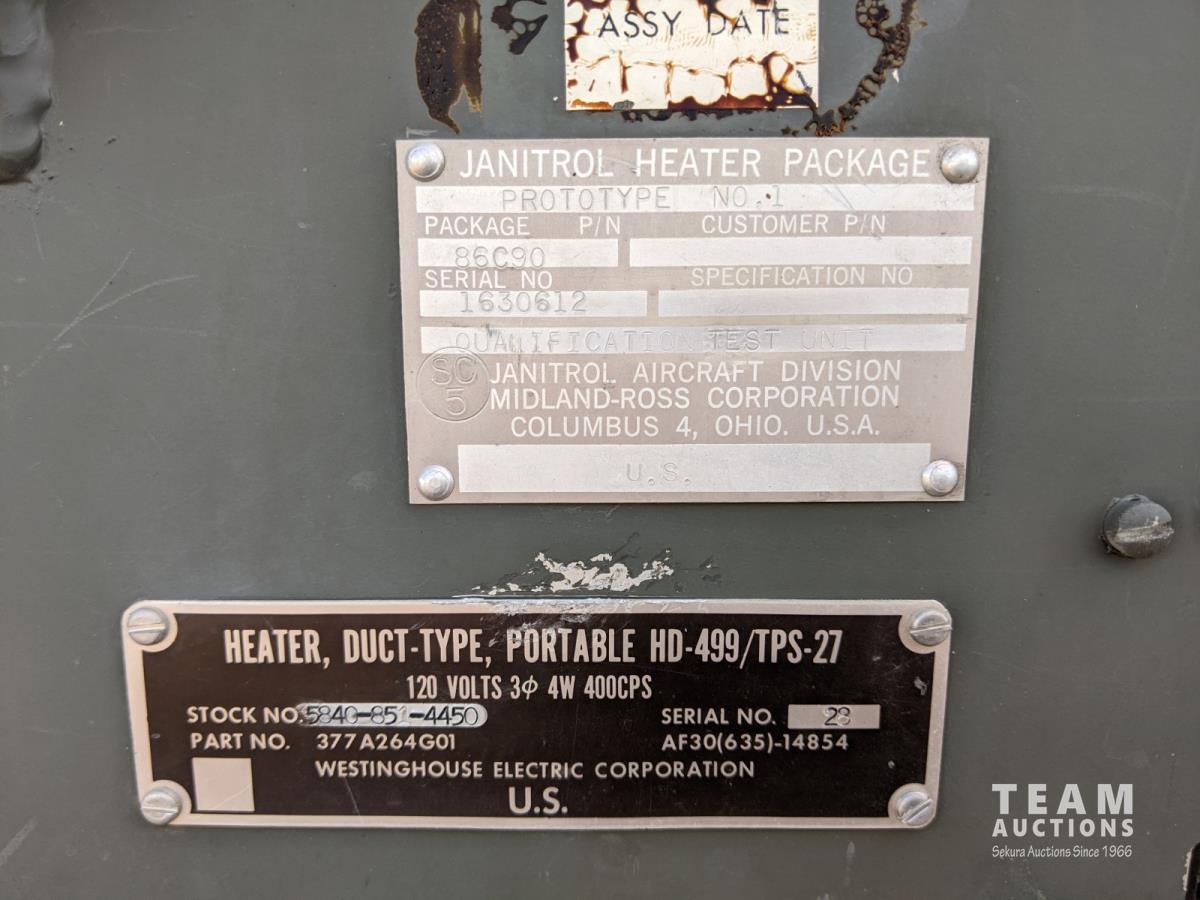 ASSY DATE
JANITROL HEATER PACKAGE
PROTOTYPE NO.1
PACKAGE P/N CUSTOMER P/N
86C90
SERIAL NO SPECIFICATION NO
1630612
QUALIFICATION TEST UNIT
SC
5
JANITROL AIRCRAFT DIVISION
MIDLAND-ROSS CORPORATION
COLUMBUS 4, OHIO. U.S.A.
U.S.
HEATER, DUCT-TYPE, PORTABLE HD-499/TPS-27
120 VOLTS 3ϕ 4W 400CPS
STOCK NO. 5840-851-4450 SERIAL NO. 28
PART NO. 377A264G01 AF30(635)-14854
WESTINGHOUSE ELECTRIC CORPORATION
U.S.
TEAM
AUCTIONS
Sekura Auctions Since 1966